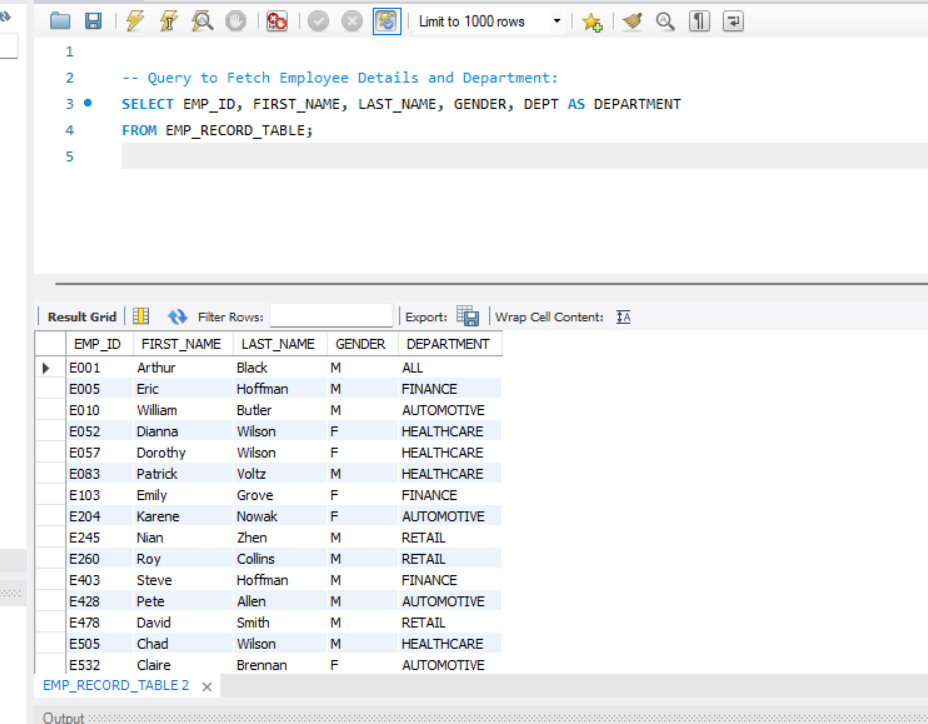 Limit to 1000 rows
1
2 -- Query to Fetch Employee Details and Department:
3 SELECT EMP_ID, FIRST_NAME, LAST_NAME, GENDER, DEPT AS DEPARTMENT
4 FROM EMP_RECORD_TABLE;
5
Result Grid Filter Rows: Export: Wrap Cell Content:
EMP_ID FIRST_NAME LAST_NAME GENDER DEPARTMENT
E001 Arthur Black M ALL
E005 Eric Hoffman M FINANCE
E010 William Butler M AUTOMOTIVE
E052 Dianna Wilson F HEALTHCARE
E057 Dorothy Wilson F HEALTHCARE
E083 Patrick Voltz M HEALTHCARE
E103 Emily Grove F FINANCE
E204 Karene Nowak F AUTOMOTIVE
E245 Nian Zhen M RETAIL
E260 Roy Collins M RETAIL
E403 Steve Hoffman M FINANCE
E428 Pete Allen M AUTOMOTIVE
E478 David Smith M RETAIL
E505 Chad Wilson M HEALTHCARE
E532 Claire Brennan F AUTOMOTIVE
EMP_RECORD_TABLE 2
Output